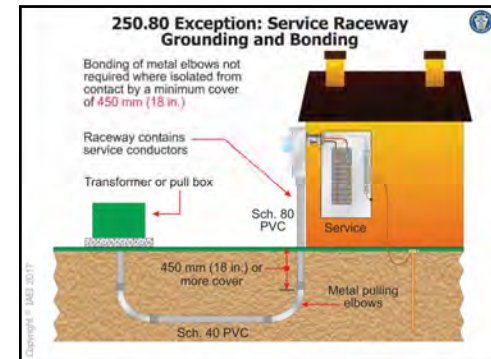 250.80 Exception: Service Raceway
Grounding and Bonding
Bonding of metal elbows not
required where isolated from
contact by a minimum cover
of 450 mm (18 in.)
Raceway contains
service conductors
Transformer or pull box
Sch. 80
PVC
Service
450 mm (18 in.) or
more cover
Metal pulling
elbows
Sch. 40 PVC
Copyright © IAEI 2017